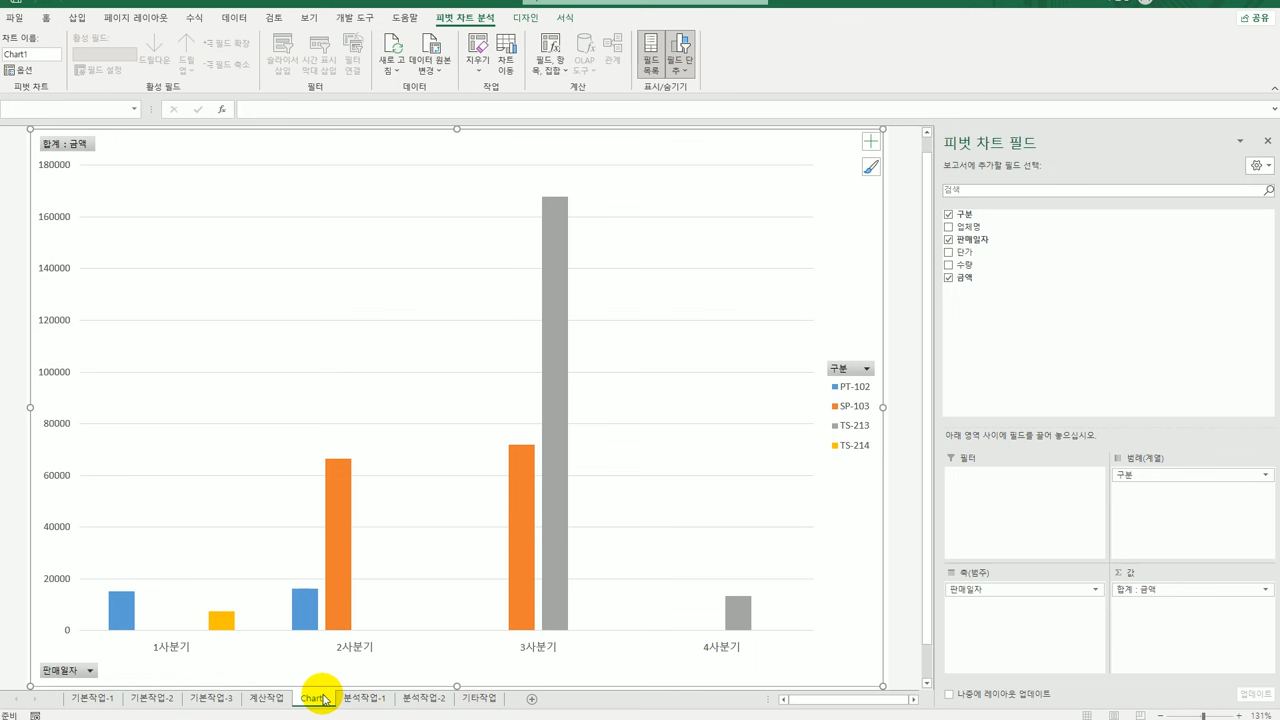 파일 홈 삽입 페이지 레이아웃 수식 데이터 검토 보기 개발 도구 도움말 피벗 차트 분석 디자인 서식 공유
차트 이름:
Chart1
옵션
피벗 차트
활성 필드:
필드 설정
드릴다운
드릴업
필드 확장
필드 축소
활성 필드
슬라이서 삽입
시간 표시 막대 삽입
필터 연결
필터
새로 고침
데이터 원본 변경
데이터
지우기
차트 이동
작업
필드, 항목, 집합
OLAP 도구
관계
계산
필드 목록
필드 단추
표시/숨기기
fx
합계 : 금액
180000
160000
140000
120000
100000
80000
60000
40000
20000
0
1사분기 2사분기 3사분기 4사분기
구분
PT-102
SP-103
TS-213
TS-214
판매일자
피벗 차트 필드
보고서에 추가할 필드 선택:
검색
구분
업체명
판매일자
단가
수량
금액
아래 영역 사이에 필드를 끌어 놓으십시오.
필터
범례(계열)
구분
축(범주)
판매일자
Σ 값
합계 : 금액
나중에 레이아웃 업데이트 업데이트
기본작업-1 기본작업-2 기본작업-3 계산작업 Chart 분석작업-1 분석작업-2 기타작업
준비
131%